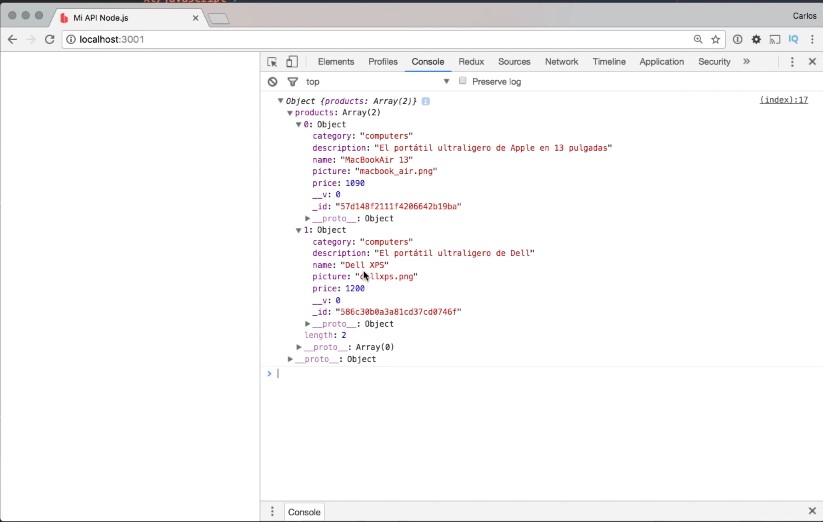 Mi API Node.js
Carlos
localhost:3001
IQ
Elements Profiles Console Redux Sources Network Timeline Application Security »
top Preserve log
Object {products: Array(2)} (index):17
products: Array(2)
0: Object
category: "computers"
description: "El portátil ultraligero de Apple en 13 pulgadas"
name: "MacBookAir 13"
picture: "macbook_air.png"
price: 1090
__v: 0
_id: "57d148f2111f4206642b19ba"
__proto__: Object
1: Object
category: "computers"
description: "El portátil ultraligero de Dell"
name: "Dell XPS"
picture: "dellxps.png"
price: 1200
__v: 0
_id: "586c30b0a3a81cd37cd0746f"
__proto__: Object
length: 2
__proto__: Array(0)
__proto__: Object
Console